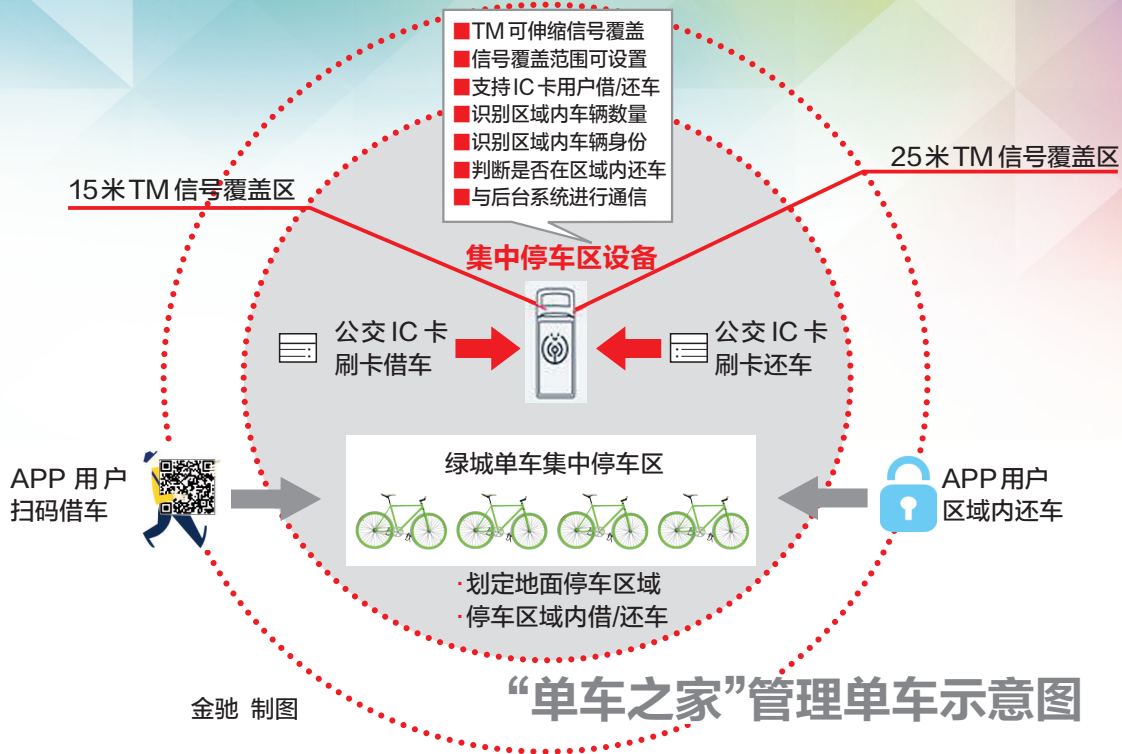 ■TM可伸缩信号覆盖
■信号覆盖范围可设置
■支持IC卡用户借/还车
■识别区域内车辆数量
■识别区域内车辆身份
■判断是否在区域内还车
■与后台系统进行通信
15米TM信号覆盖区
25米TM信号覆盖区
集中停车区设备
公交IC卡
刷卡借车
公交IC卡
刷卡还车
APP用户
扫码借车
绿城单车集中停车区
APP用户
区域内还车
·划定地面停车区域
·停车区域内借/还车
“单车之家”管理单车示意图
金驰 制图